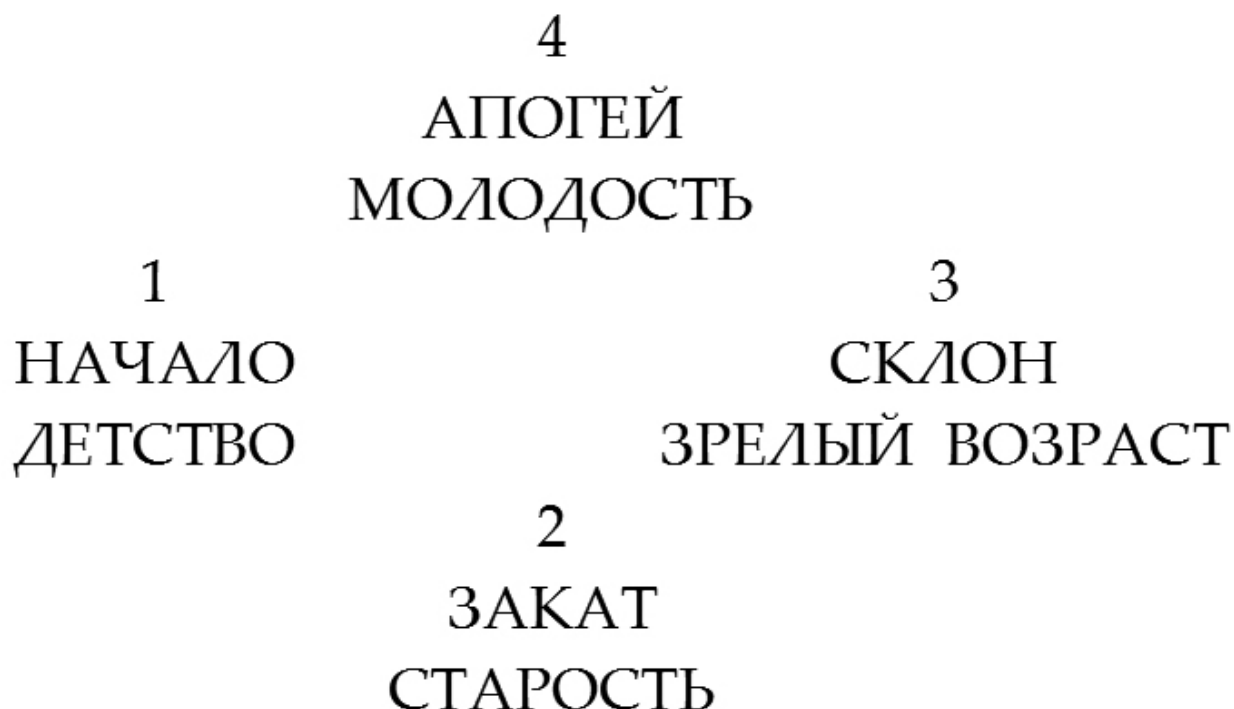 4
АПОГЕЙ
МОЛОДОСТЬ
1
НАЧАЛО
ДЕТСТВО
3
СКЛОН
ЗРЕЛЫЙ ВОЗРАСТ
2
ЗАКАТ
СТАРОСТЬ